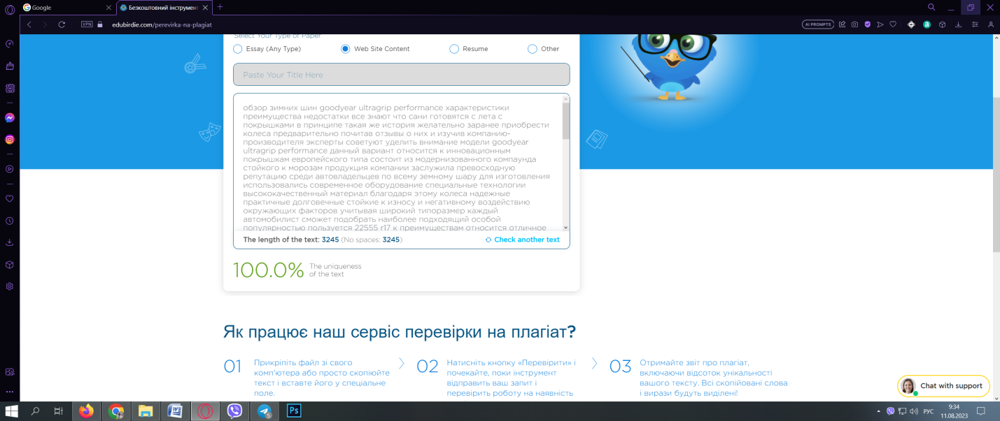 Google
Безкоштовний інструмент
VPN
edubirdie.com/perevirka-na-plagiat
AI PROMPTS
Select Your Type of Paper
Essay (Any Type)
Web Site Content
Resume
Other
Paste Your Title Here
обзор зимних шин goodyear ultragrip performance характеристики
преимущества недостатки все знают что сани готовятся с лета с
покрышками в принципе такая же история желательно заранее приобрести
колеса предварительно почитав отзывы о них и изучив компанию-
производителя эксперты советуют уделить внимание модели goodyear
ultragrip performance данный вариант относится к инновационным
покрышкам европейского типа состоит из модернизованного компаунда
стойкого к морозам продукция компании заслужила превосходную
репутацию среди автовладельцев по всему земному шару для изготовления
использовались современное оборудование специальные технологии
высококачественный материал благодаря этому колеса надежные
практичные долговечные стойкие к износу и негативному воздействию
окружающих факторов учитывая широкий типоразмер каждый
автомобилист сможет подобрать наиболее подходящий особой
популярностью пользуется 22555 r17 к преимуществам относится отличное
The length of the text: 3245 (No spaces: 3245)
Check another text
100.0%
The uniqueness
of the text
Як працює наш сервіс перевірки на плагіат?
01
Прикріпіть файл зі свого
комп'ютера або просто скопіюйте
текст і вставте його у спеціальне
поле.
02
Натисніть кнопку «Перевірити» і
почекайте, поки інструмент
відправить ваш запит і
перевірить роботу на наявність
03
Отримайте звіт про плагіат,
включаючи відсоток унікальності
вашого тексту. Всі скопійовані слова
і вирази будуть виділені!
Chat with support
Ps
РУС
9:34
11.08.2023